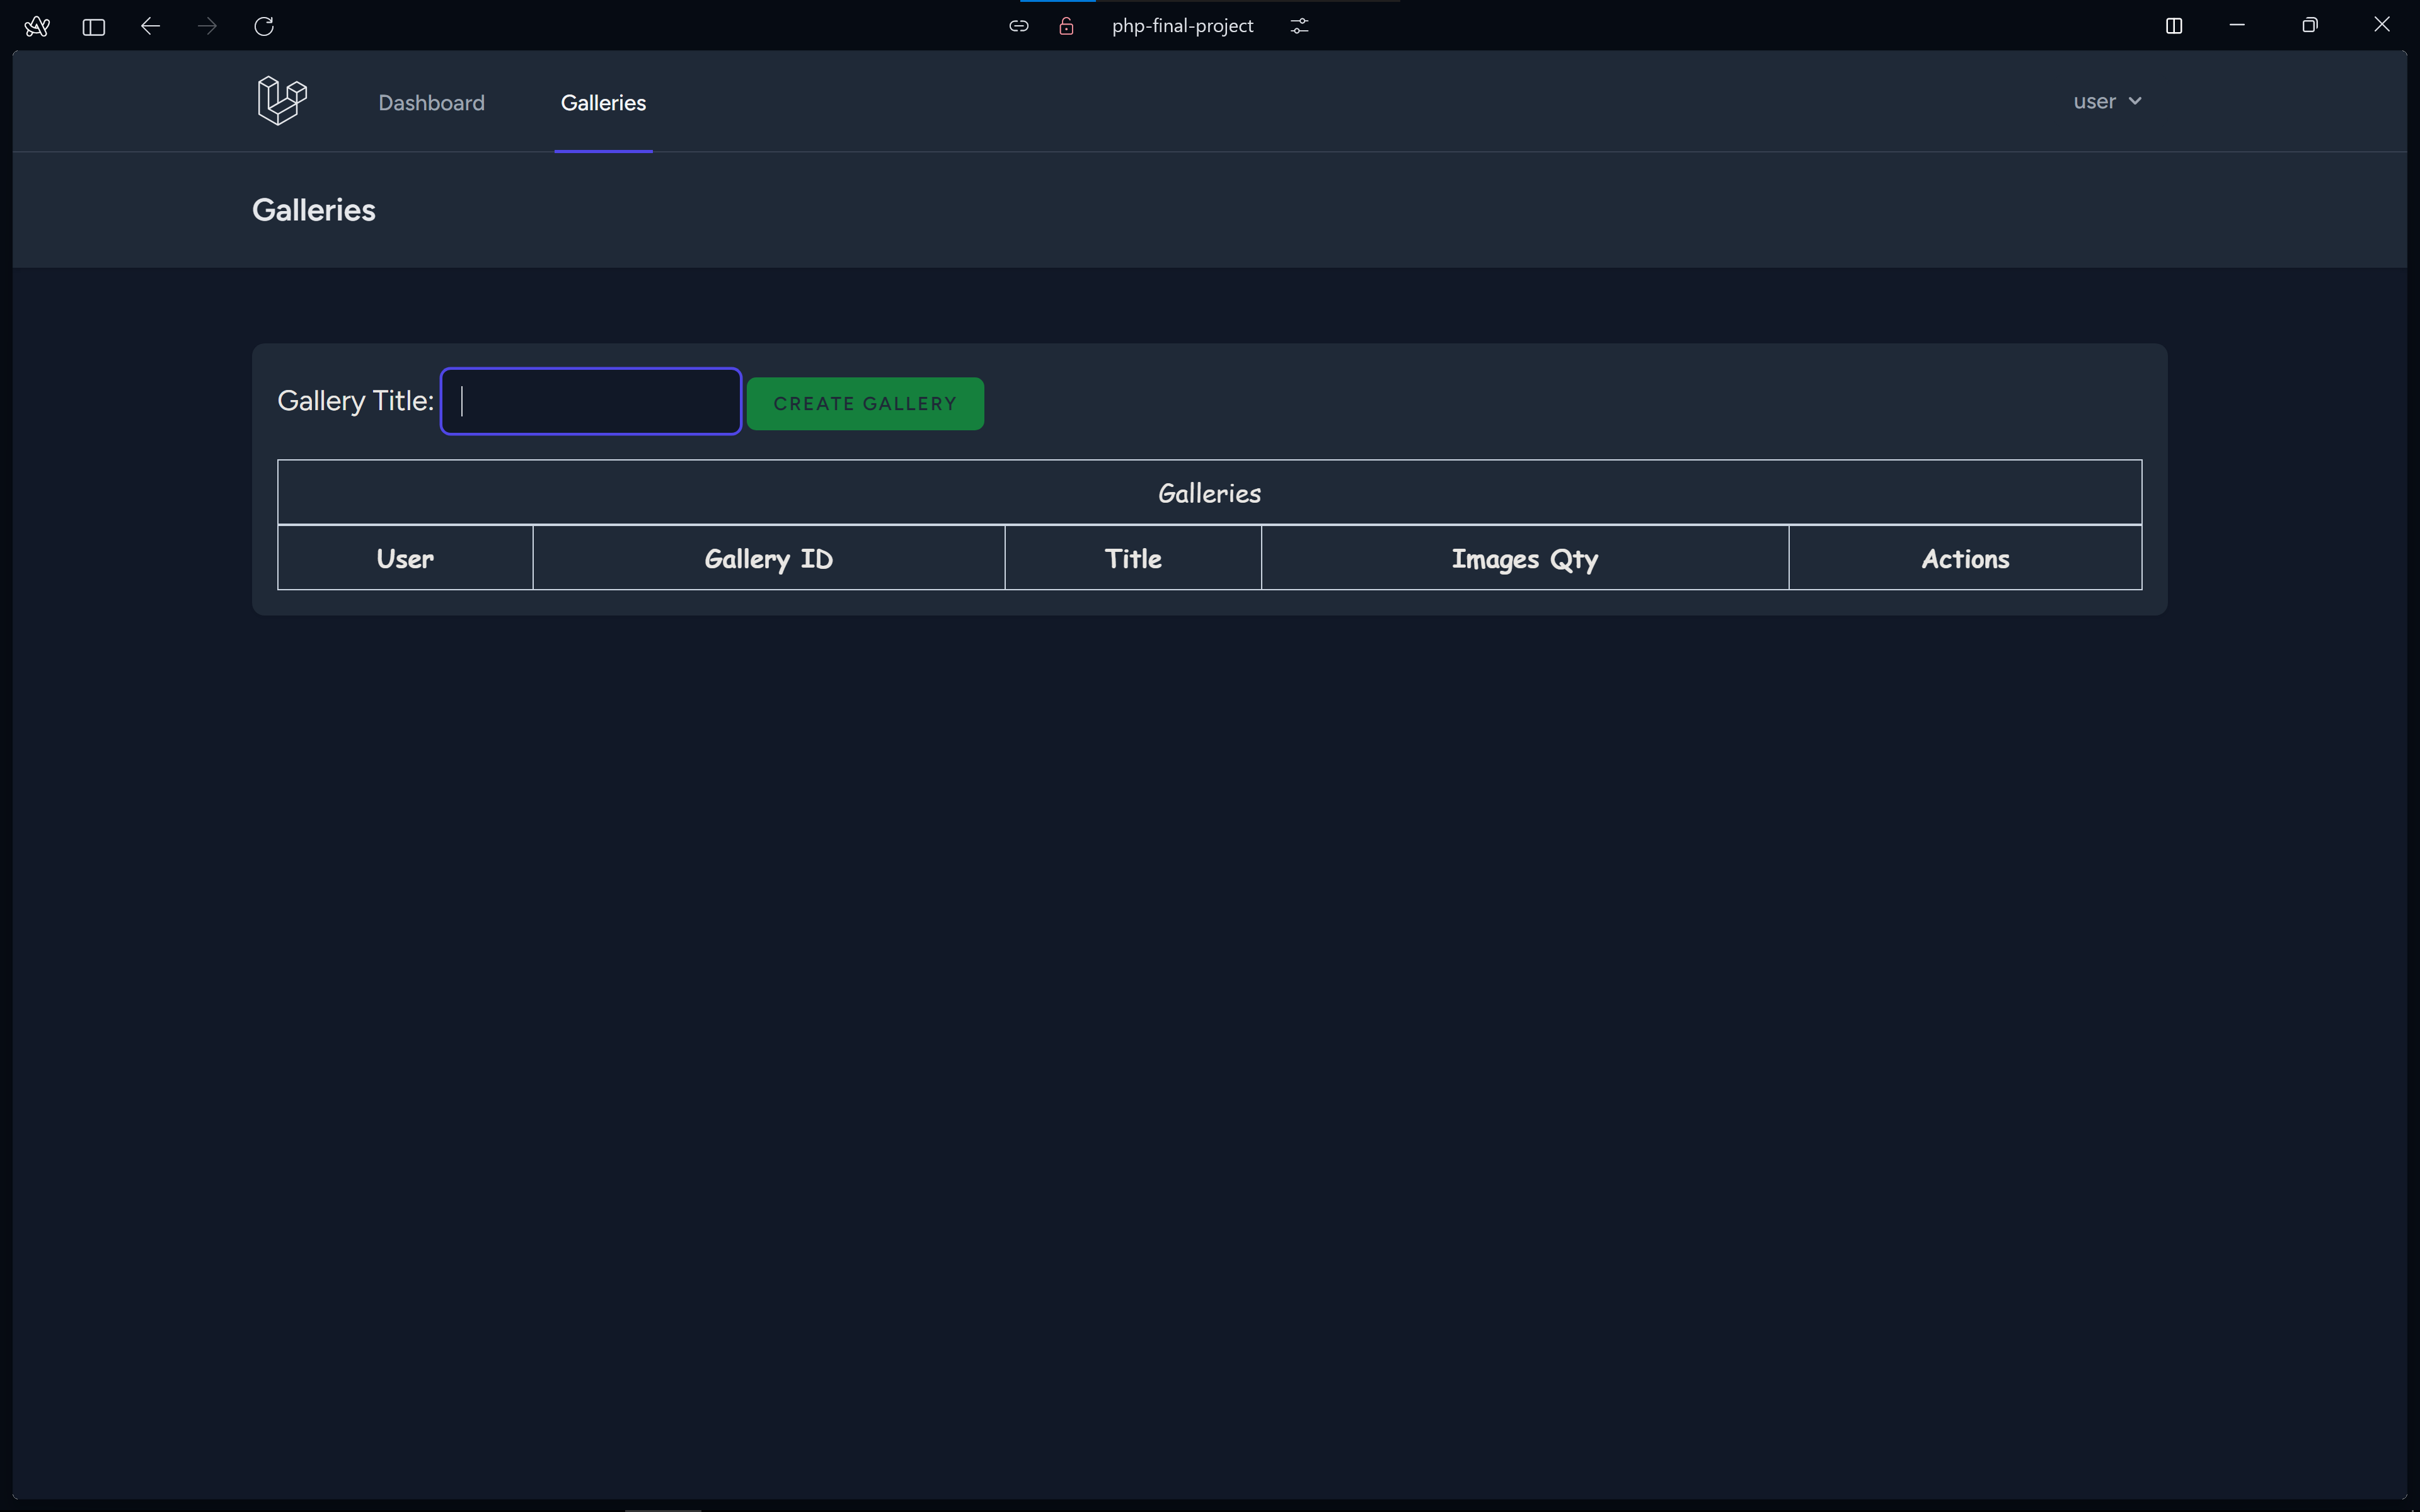 php-final-project
Dashboard Galleries user
Galleries
Gallery Title: CREATE GALLERY
Galleries
User Gallery ID Title Images Qty Actions